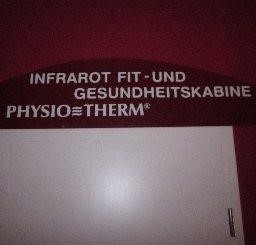 INFRAROT FIT-UND
GESUNDHEITSKABINE
PHYSIO≋THERM®